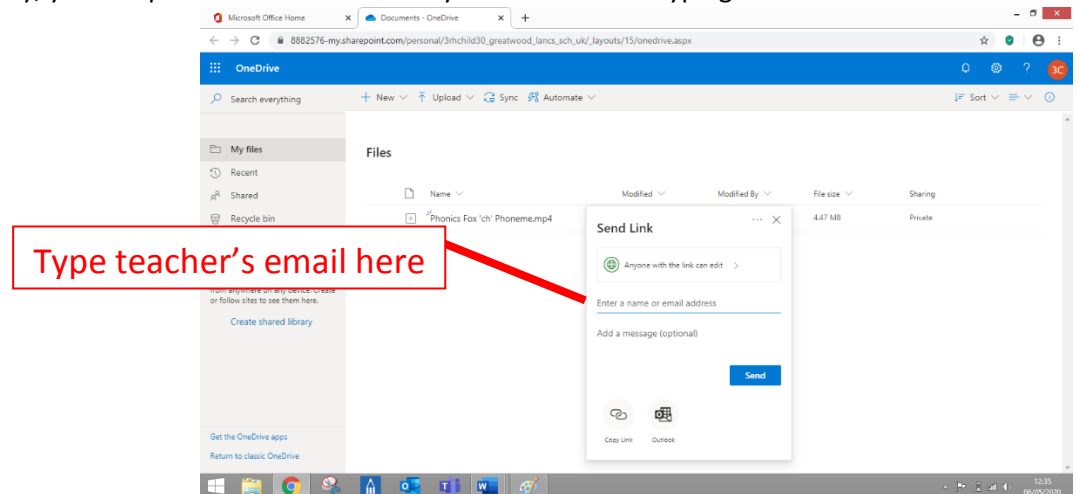 Microsoft Office Home
Documents - OneDrive
8882576-my.sharepoint.com/personal/3rhchild30_greatwood_lancs_sch_uk/_layouts/15/onedrive.aspx
OneDrive
3C
Search everything
New
Upload
Sync
Automate
Sort
My files
Recent
Shared
Recycle bin
Files
Name
Modified
Modified By
File size
Sharing
Phonics Fox 'ch' Phoneme.mp4
4.47 MB
Private
Type teacher's email here
from anywhere on any device. Create
or follow sites to see them here.
Create shared library
Send Link
Anyone with the link can edit
Enter a name or email address
Add a message (optional)
Send
Copy Link
Outlook
Get the OneDrive apps
Return to classic OneDrive
12:35
06/05/2020